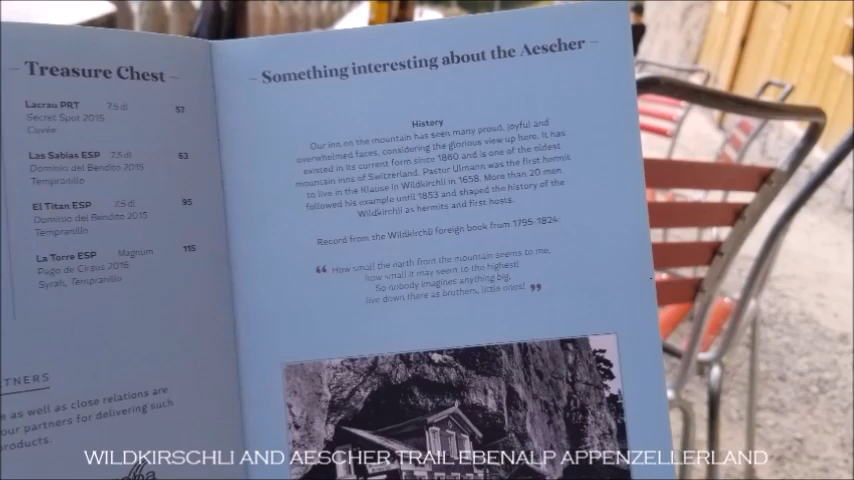 – Treasure Chest –
Lacrau PRT 7.5 dl 57
Secret Spot 2015
Cuvée
Las Sabias ESP 7.5 dl 63
Dominio del Bendito 2015
Tempranillo
El Titan ESP 7.5 dl 95
Dominio del Bendito 2015
Tempranillo
La Torre ESP Magnum 115
Pago de Cirsus 2016
Syrah, Tempranillo
TNERS
e as well as close relations are
our partners for delivering such
products.
– Something interesting about the Aescher –
History
Our inn on the mountain has seen many proud, joyful and
overwhelmed faces, considering the glorious view up here. It has
existed in its current form since 1860 and is one of the oldest
mountain inns of Switzerland. Pastor Ulmann was the first hermit
to live in the Klause in Wildkirchli in 1658. More than 20 men
followed his example until 1853 and shaped the history of the
Wildkirchli as hermits and first hosts.
Record from the Wildkirchli foreign book from 1795-1824:
“ How small the earth from the mountain seems to me,
how small it may seem to the highest!
So nobody imagines anything big,
live down there as brothers, little ones! ”
WILDKIRSCHLI AND AESCHER TRAIL-EBENALP APPENZELLERLAND